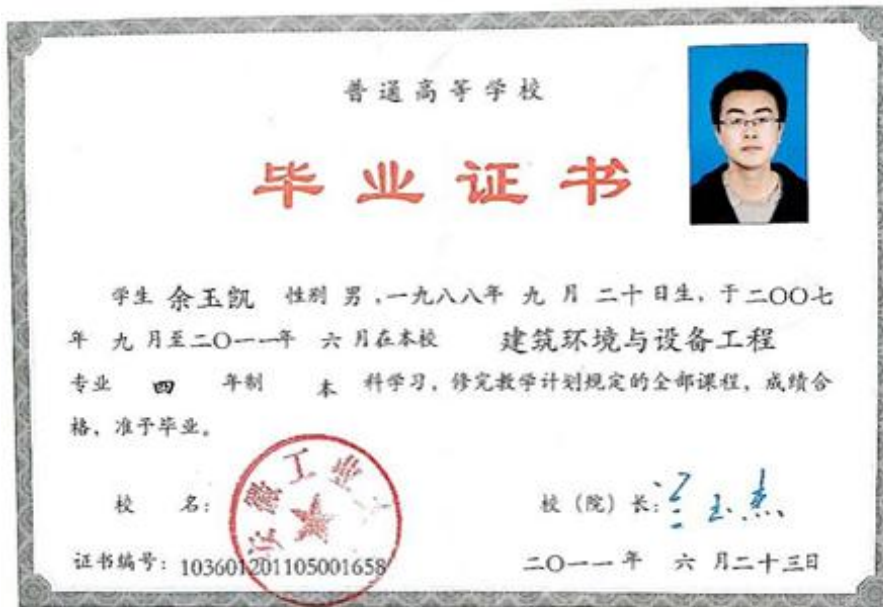 普通高等学校
毕业证书
学生 余玉凯 性别 男,一九八八年 九 月 二十 日生,于二〇〇七
年 九 月至二〇一一年 六 月在本校 建筑环境与设备工程
专业 四 年制 本 科学习,修完教学计划规定的全部课程,成绩合
格,准予毕业。
校 名: 校(院)长:
工业
证书编号:103601201105001658 二〇一一年 六 月二十三日